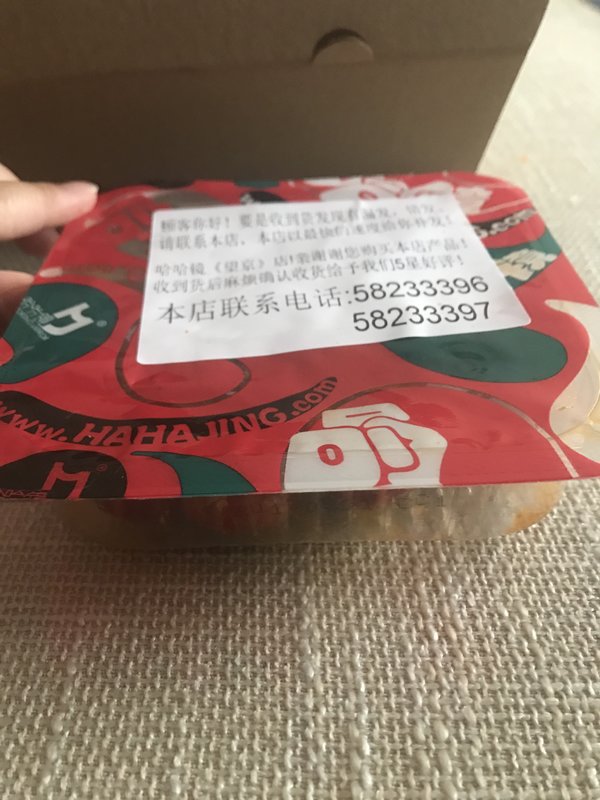 顾客你好！要是收到货发现有漏发，错发，
请联系本店，本店以最快的速度给你补发！
哈哈镜《望京》店！亲谢谢您购买本店产品！
收到货后麻烦确认收货给予我们5星好评！
本店联系电话:58233396
58233397
www.HAHAJING.com